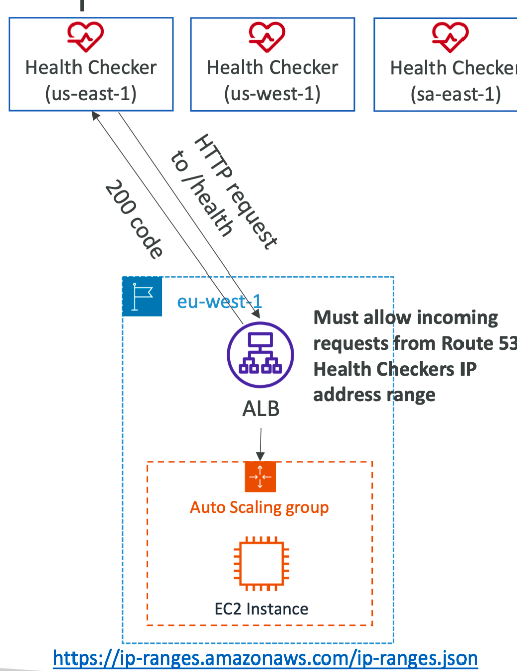 Health Checker
(us-east-1)
Health Checker
(us-west-1)
Health Checker
(sa-east-1)
HTTP request
to /health
200 code
eu-west-1
Must allow incoming
requests from Route 53
Health Checkers IP
address range
ALB
Auto Scaling group
EC2 Instance
https://ip-ranges.amazonaws.com/ip-ranges.json